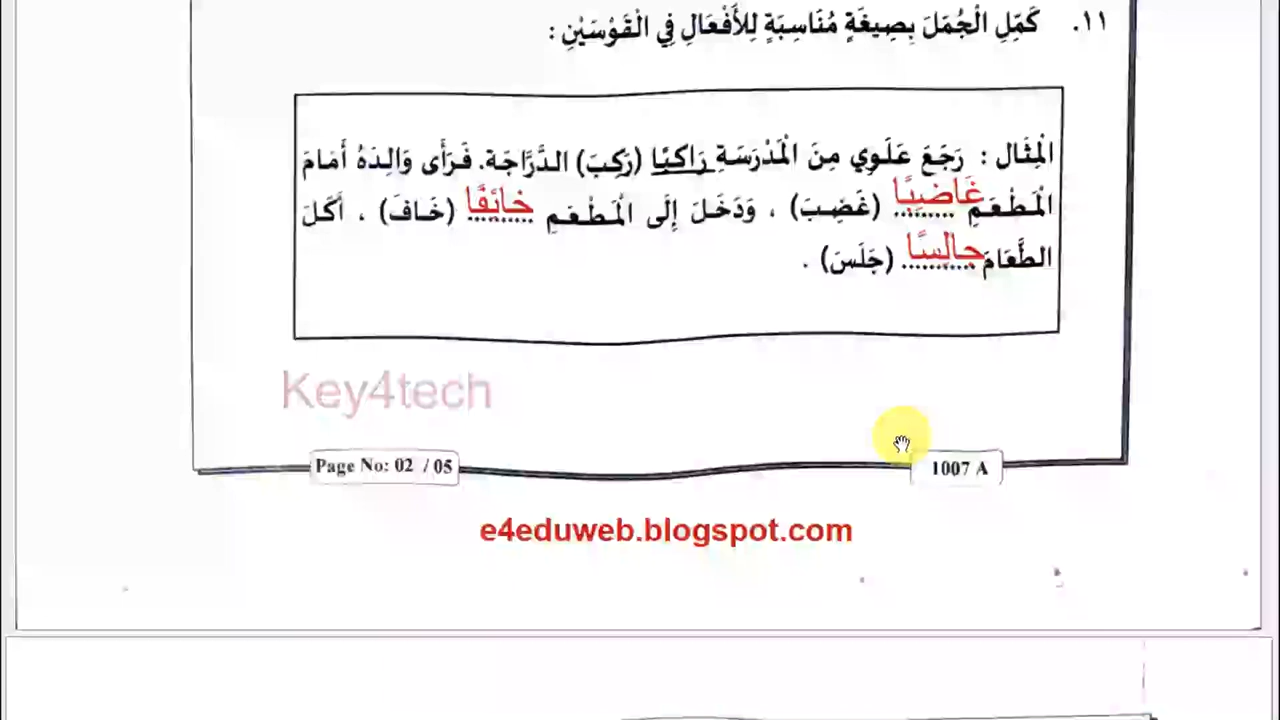 ١١. كَمِّلِ الْجُمَلَ بِصِيغَةٍ مُنَاسِبَةٍ لِلأَفْعَالِ فِي الْقَوْسَيْنِ :
الْمِثَال : رَجَعَ عَلَوِي مِنَ الْمَدْرَسَةِ رَاكِبًا (رَكِبَ) الدَّرَّاجَة. فَرَأَى وَالِدَهُ أَمَامَ
الْمَطْعَمِ غَاضِبًا (غَضِبَ) ، وَدَخَلَ إِلَى الْمَطْعَمِ خَائِفًا (خَافَ) ، أَكَلَ
الطَّعَامَ جَالِسًا (جَلَسَ) .
Key4tech
Page No: 02 / 05
1007 A
e4eduweb.blogspot.com